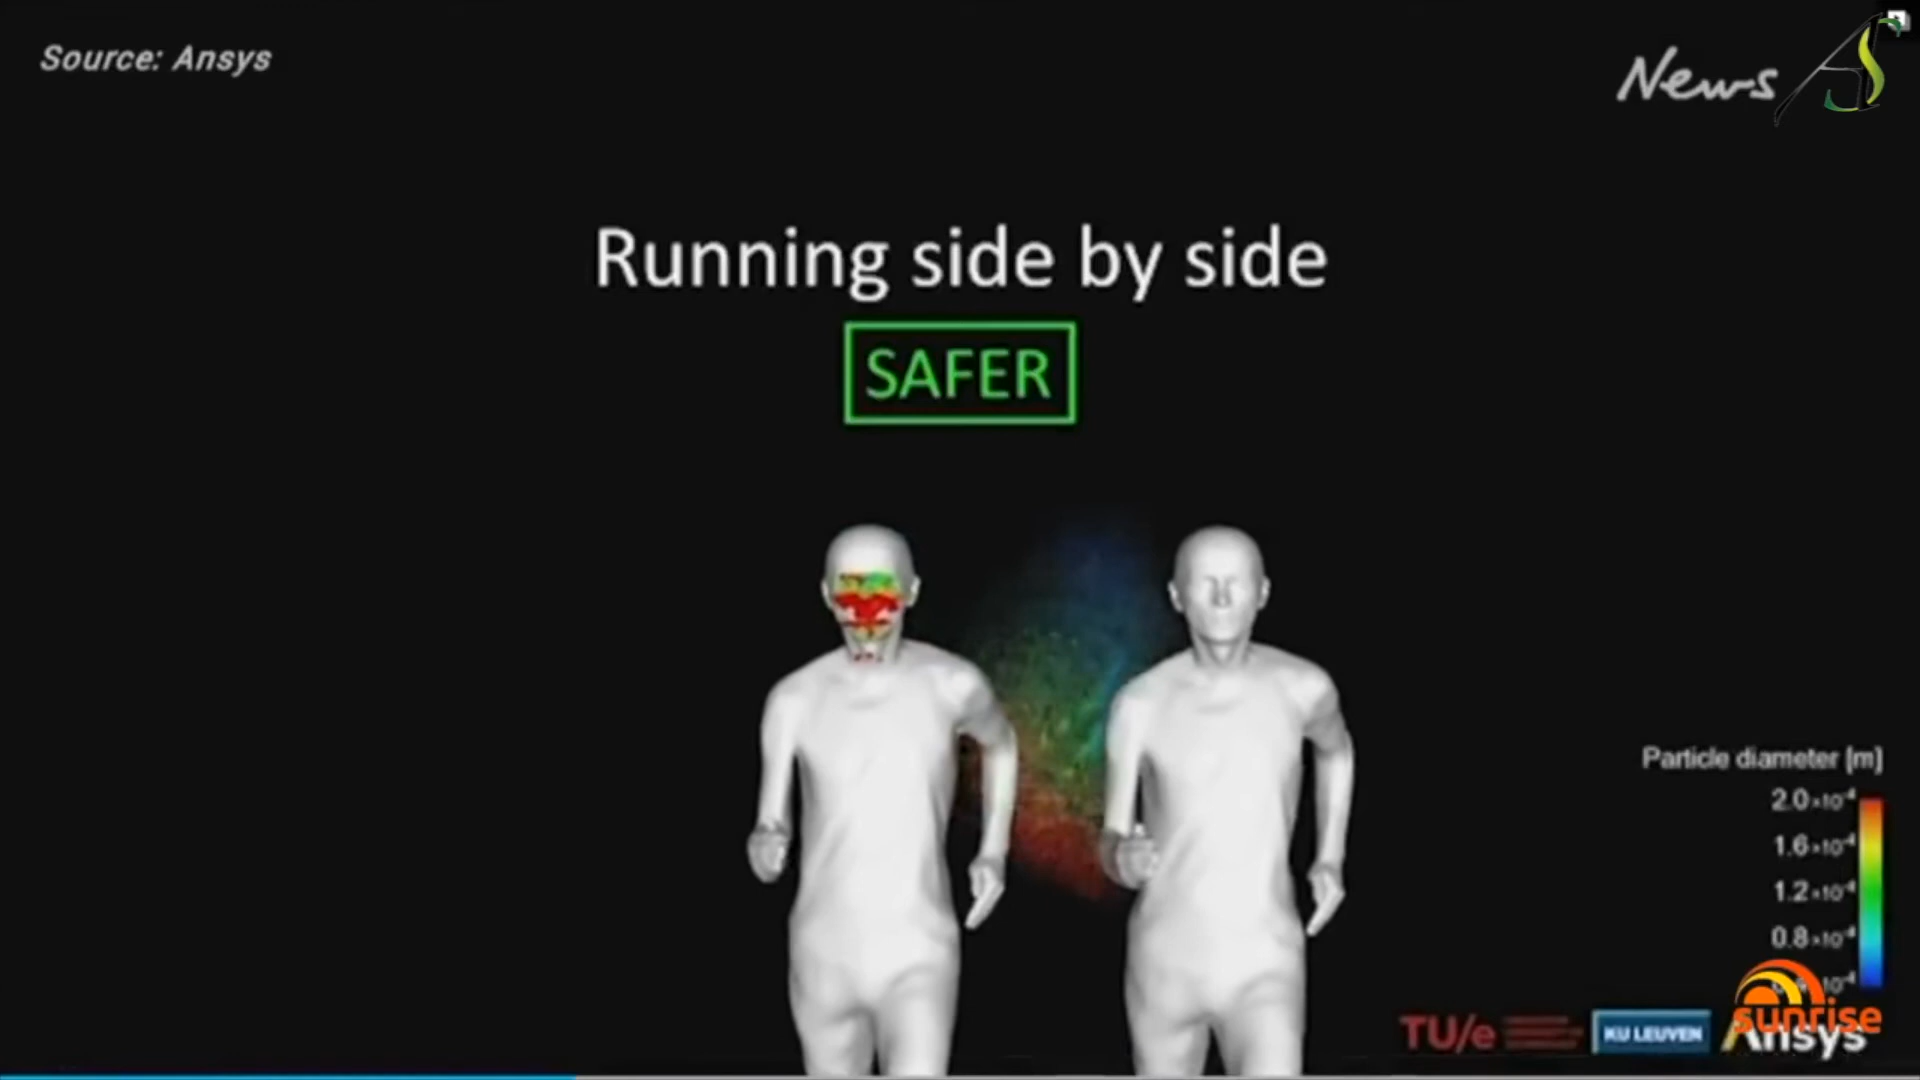 Source: Ansys
News
Running side by side
SAFER
Particle diameter [m]
2.0×10⁻⁴
1.6×10⁻⁴
1.2×10⁻⁴
0.8×10⁻⁴
TU/e
KU LEUVEN
sunrise
Ansys